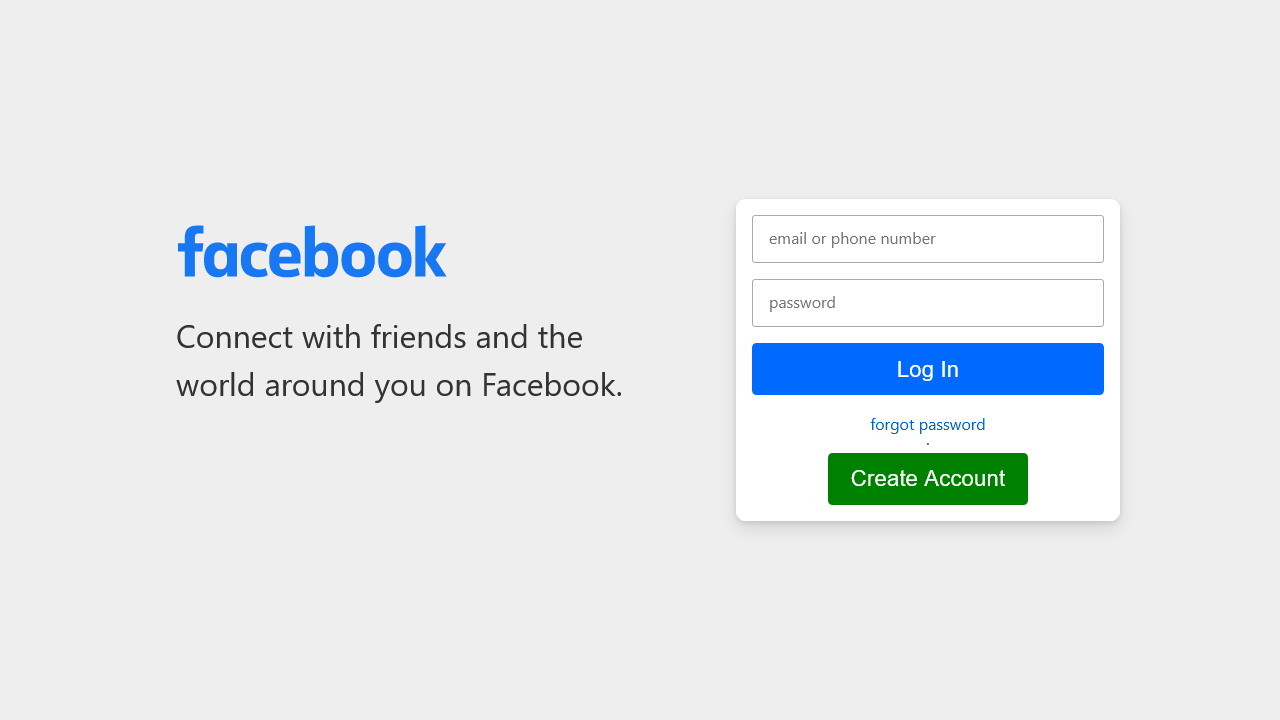 facebook
Connect with friends and the
world around you on Facebook.
email or phone number
password
Log In
forgot password
.
Create Account